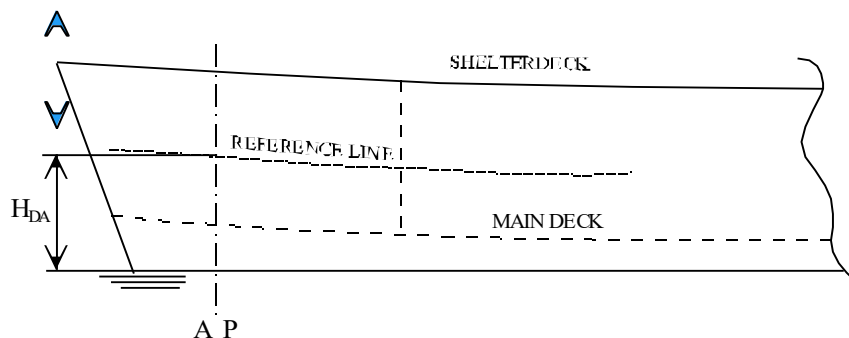 SHELTERDECK
REFERENCE LINE
H_DA
MAIN DECK
A P